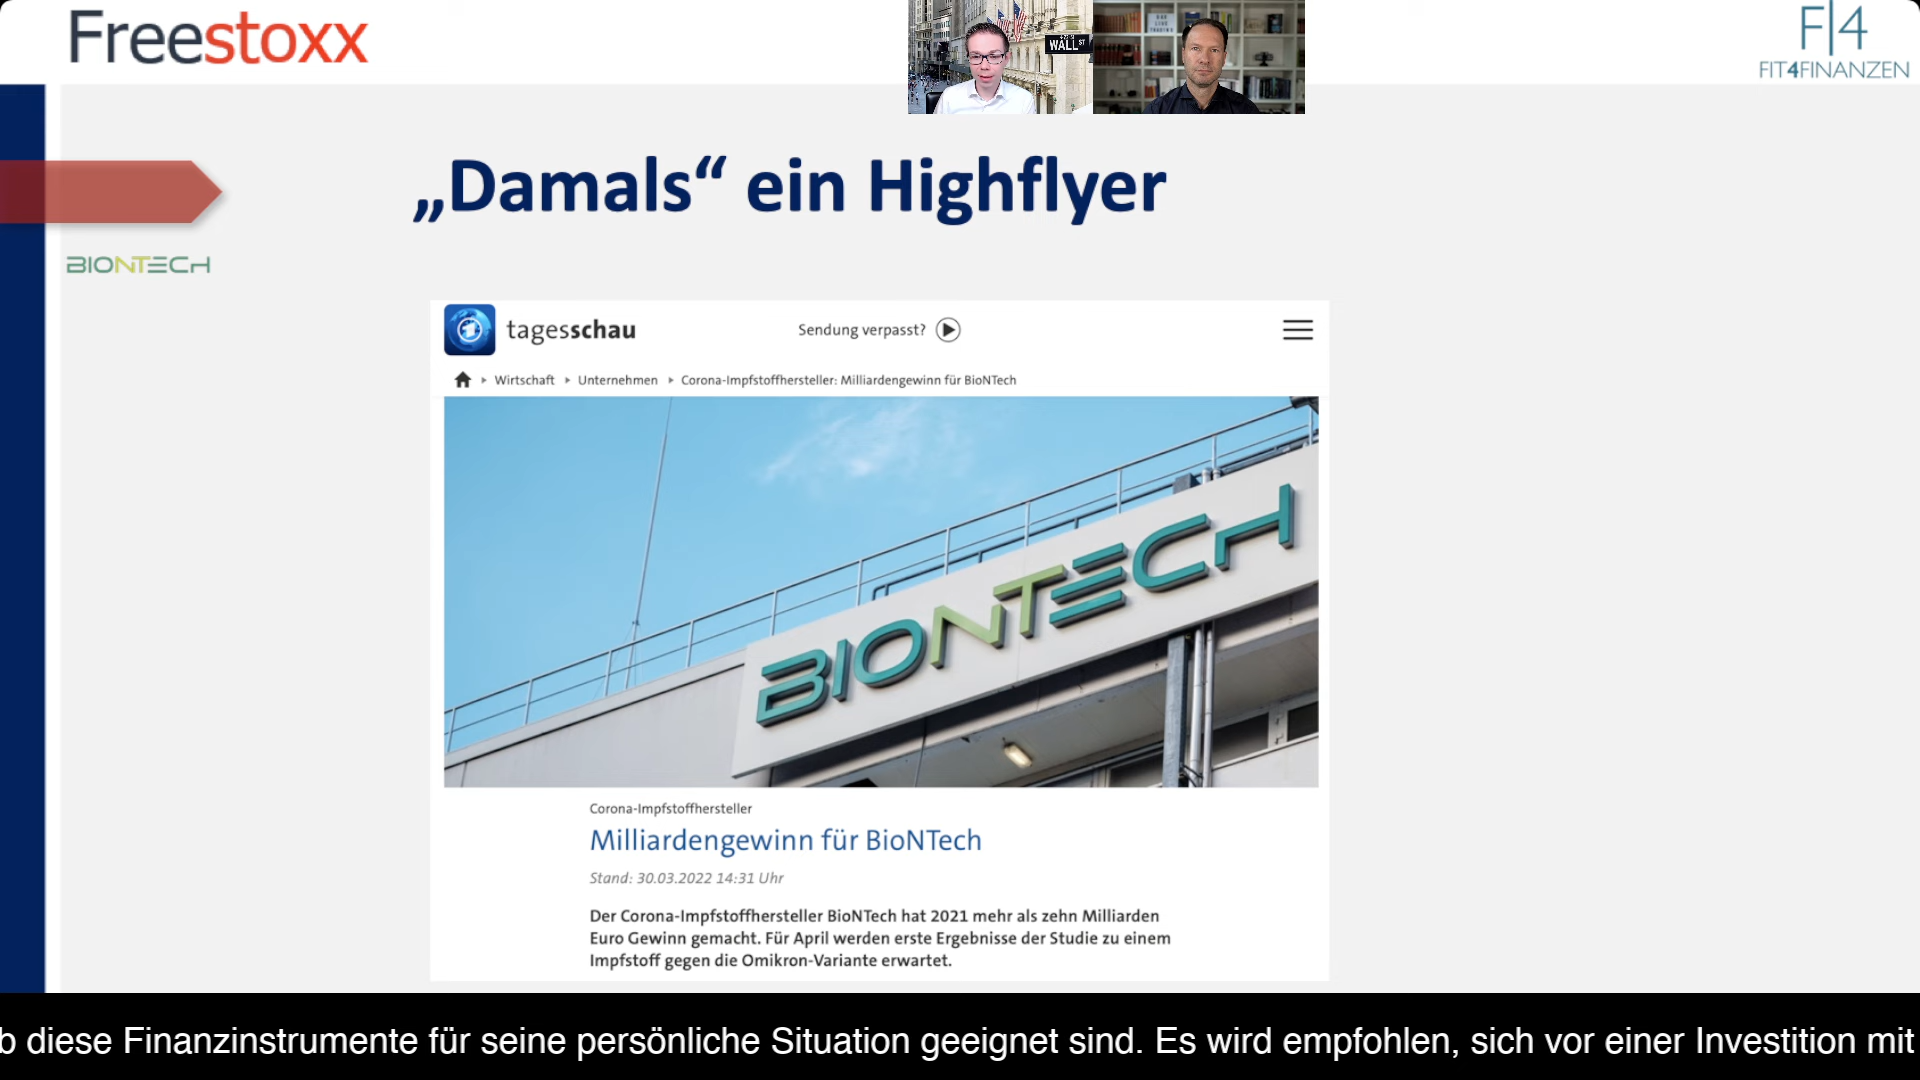 Freestoxx
WALL ST
F|4
FIT4FINANZEN
„Damals“ ein Highflyer
BIONTECH
tagesschau
Sendung verpasst?
Wirtschaft
Unternehmen
Corona-Impfstoffhersteller: Milliardengewinn für BioNTech
BIONTECH
Corona-Impfstoffhersteller
Milliardengewinn für BioNTech
Stand: 30.03.2022 14:31 Uhr
Der Corona-Impfstoffhersteller BioNTech hat 2021 mehr als zehn Milliarden
Euro Gewinn gemacht. Für April werden erste Ergebnisse der Studie zu einem
Impfstoff gegen die Omikron-Variante erwartet.
b diese Finanzinstrumente für seine persönliche Situation geeignet sind. Es wird empfohlen, sich vor einer Investition mit